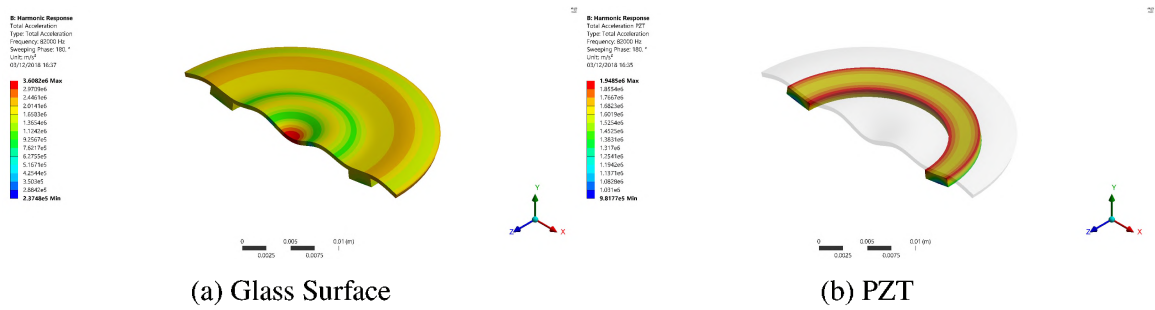 B: Harmonic Response
Total Acceleration
Type: Total Acceleration
Frequency: 82000 Hz
Sweeping Phase: 180. °
Unit: m/s²
03/12/2018 16:37
3.6082e6 Max
2.9709e6
2.4461e6
2.0141e6
1.6583e6
1.3654e6
1.1242e6
9.2567e5
7.6217e5
6.2755e5
5.1671e5
4.2544e5
3.503e5
2.8842e5
2.3748e5 Min
0 0.005 0.01 (m)
0.0025 0.0075
Y
Z X
(a) Glass Surface
B: Harmonic Response
Total Acceleration PZT
Type: Total Acceleration
Frequency: 82000 Hz
Sweeping Phase: 180. °
Unit: m/s²
03/12/2018 16:35
1.9485e6 Max
1.8554e6
1.7667e6
1.6823e6
1.6019e6
1.5254e6
1.4525e6
1.3831e6
1.317e6
1.2541e6
1.1942e6
1.1371e6
1.0828e6
1.031e6
9.8177e5 Min
0 0.005 0.01 (m)
0.0025 0.0075
Y
Z X
(b) PZT